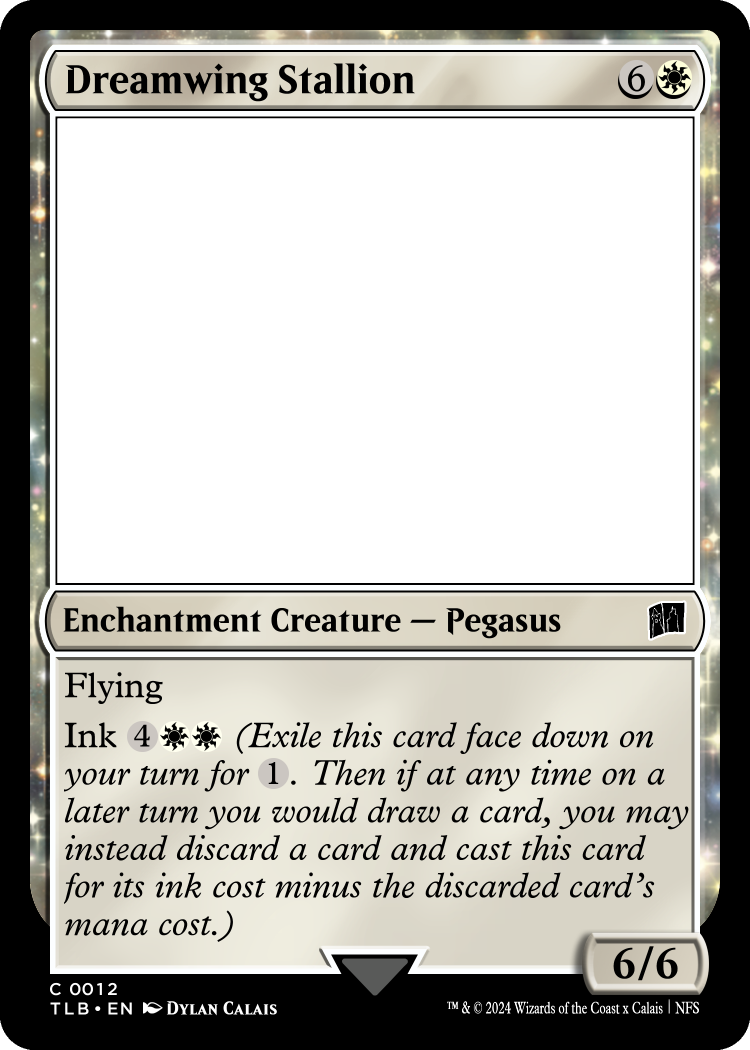 Dreamwing Stallion 6
Enchantment Creature — Pegasus
Flying
Ink 4 (Exile this card face down on
your turn for 1. Then if at any time on a
later turn you would draw a card, you may
instead discard a card and cast this card
for its ink cost minus the discarded card's
mana cost.)
6/6
C 0012
TLB • EN DYLAN CALAIS
™ & © 2024 Wizards of the Coast x Calais | NFS